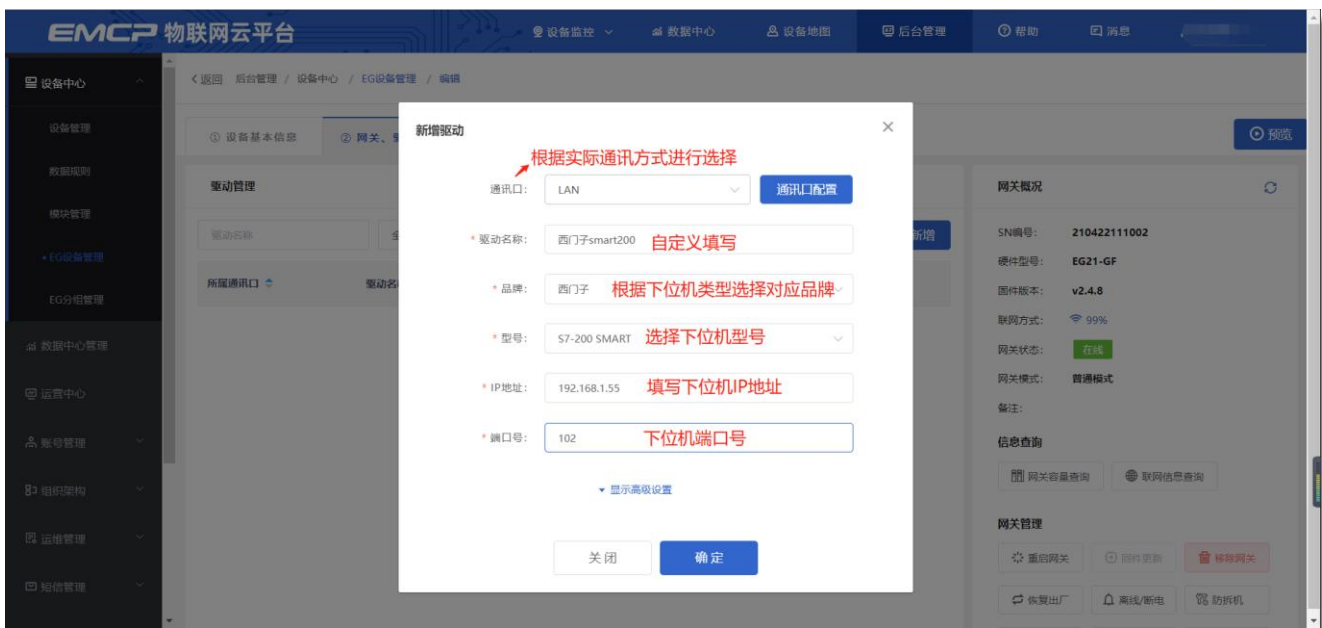 EMCP 物联网云平台
设备监控
数据中心
设备地图
后台管理
帮助
消息
设备中心
设备管理
数据规则
模块管理
•EG设备管理
EG分组管理
数据中心管理
运营中心
账号管理
组织架构
运维管理
短信管理
<返回 后台管理 / 设备中心 / EG设备管理 / 编辑
① 设备基本信息
② 网关、
预览
驱动管理
驱动名称
新增
所属通讯口
驱动名
新增驱动
根据实际通讯方式进行选择
通讯口: LAN 通讯口配置
* 驱动名称: 西门子smart200 自定义填写
* 品牌: 西门子 根据下位机类型选择对应品牌
* 型号: S7-200 SMART 选择下位机型号
* IP地址: 192.168.1.55 填写下位机IP地址
* 端口号: 102 下位机端口号
显示高级设置
关闭 确定
网关概况
SN编号: 210422111002
硬件型号: EG21-GF
固件版本: v2.4.8
联网方式: 99%
网关状态: 在线
网关模式: 普通模式
备注:
信息查询
网关容量查询 联网信息查询
网关管理
重启网关 固件更新 移除网关
恢复出厂 离线/断电 防拆机